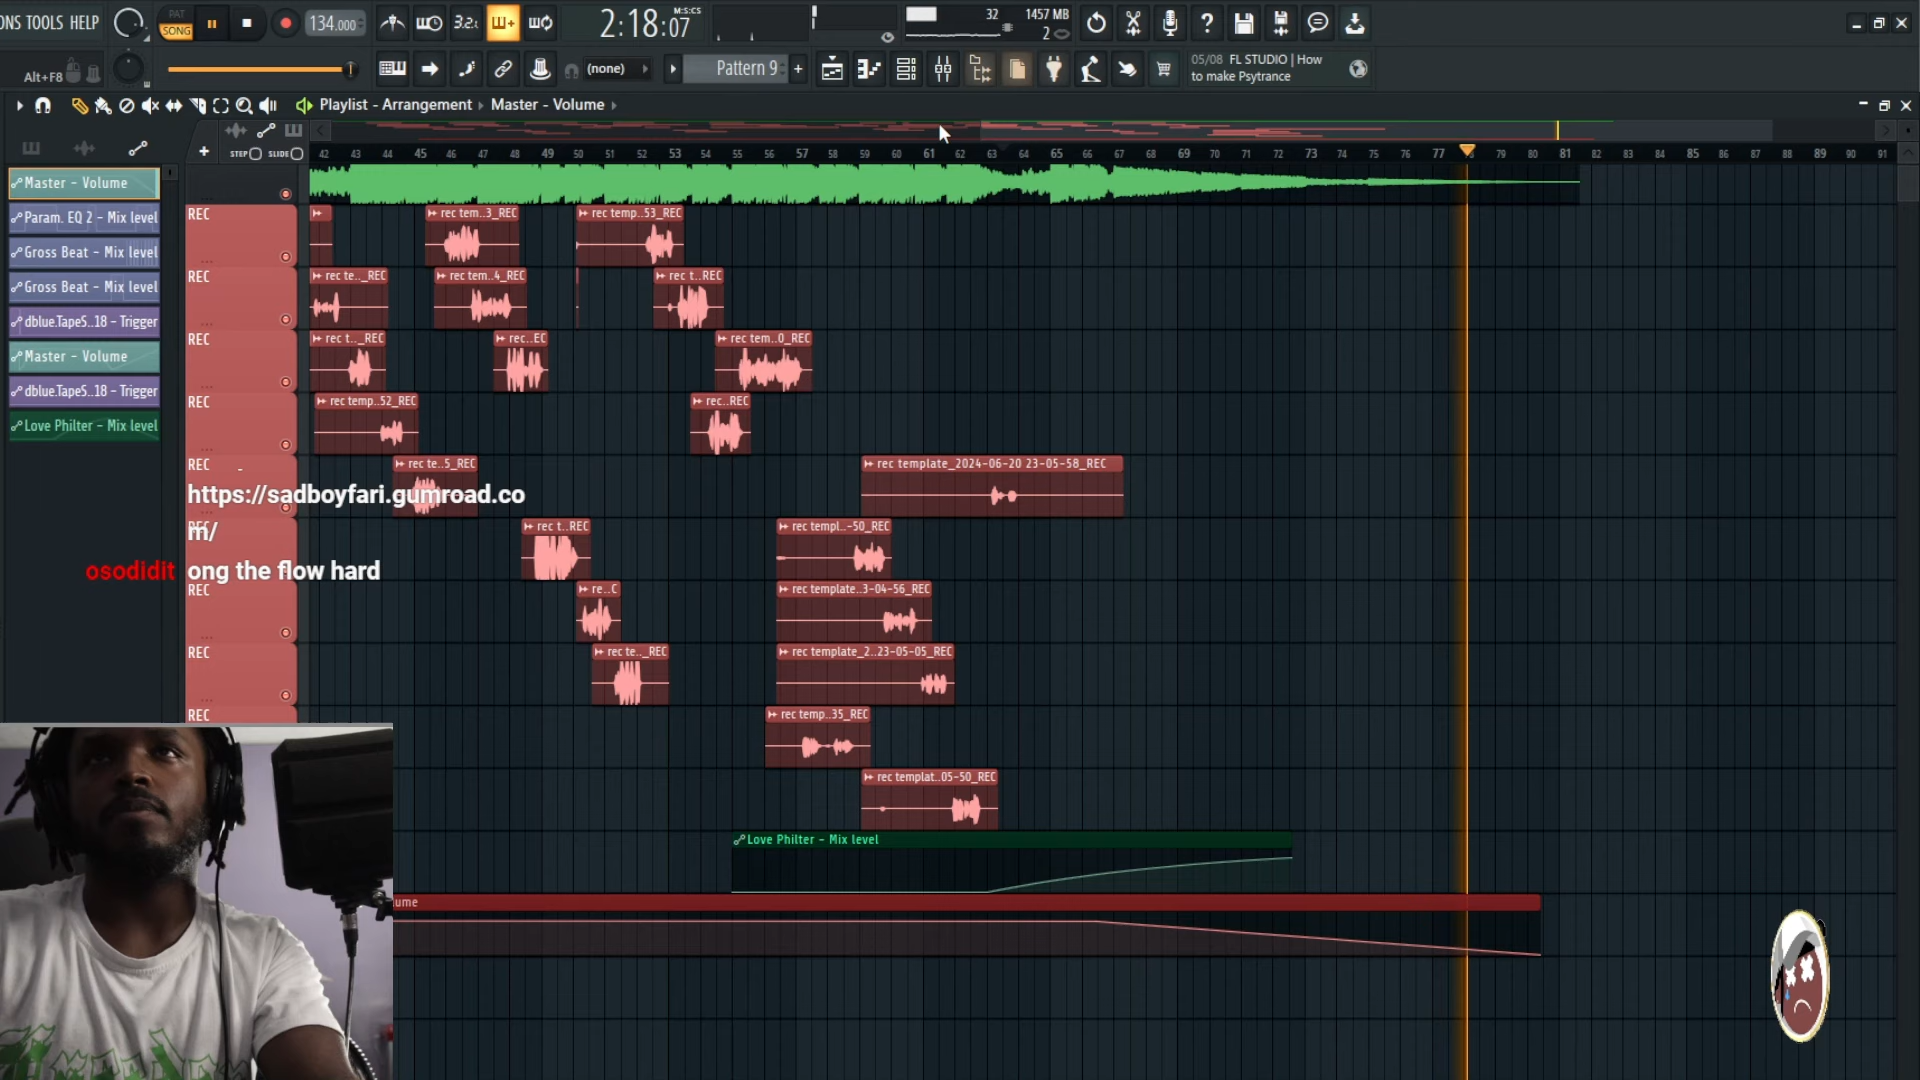 ONS TOOLS HELP
PAT
SONG
134.000
3.2.
2:18:07
M:S:CS
32
1457 MB
2
Alt+F8
(none)
Pattern 9
05/08 FL STUDIO | How
to make Psytrance
Playlist - Arrangement
Master - Volume
STEP
SLIDE
42 43 44 45 46 47 48 49 50 51 52 53 54 55 56 57 58 59 60 61 62 63 64 65 66 67 68 69 70 71 72 73 74 75 76 77 78 79 80 81 82 83 84 85 86 87 88 89 90 91
Master - Volume
Param. EQ 2 - Mix level
Gross Beat - Mix level
Gross Beat - Mix level
dblue.TapeS..18 - Trigger
Master - Volume
dblue.TapeS..18 - Trigger
Love Philter - Mix level
REC
rec tem..3_REC
rec temp..53_REC
REC
rec te.._REC
rec tem..4_REC
rec t..REC
REC
rec t.._REC
rec..EC
rec tem..0_REC
REC
rec temp..52_REC
rec..REC
REC
rec te..5_REC
rec template_2024-06-20 23-05-58_REC
https://sadboyfari.gumroad.co
m/
REC
rec t..REC
rec templ..-50_REC
osodidit ong the flow hard
REC
re..C
rec template..3-04-56_REC
REC
rec te.._REC
rec template_2..23-05-05_REC
REC
rec temp..35_REC
rec templat..05-50_REC
Love Philter - Mix level
ume